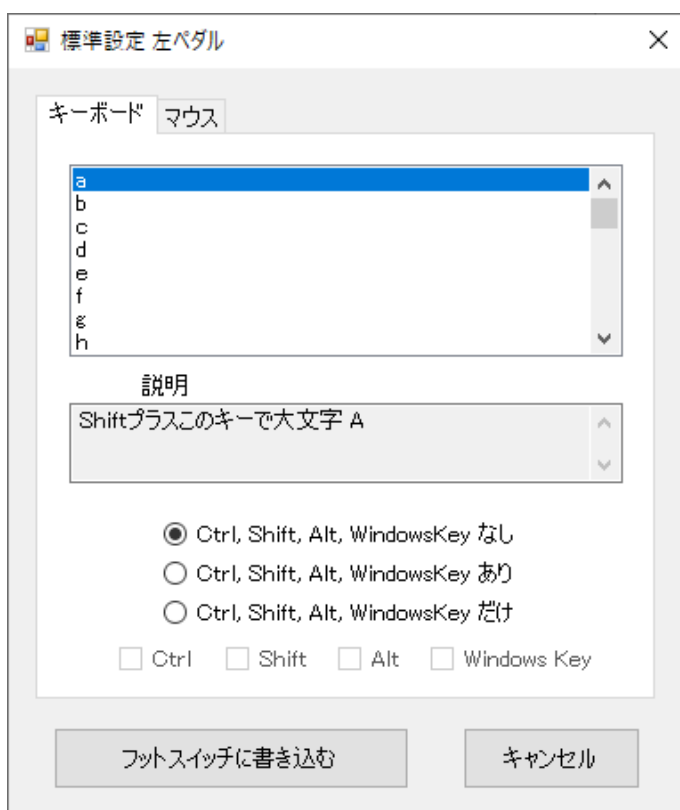 標準設定 左ペダル
キーボード マウス
a
b
c
d
e
f
g
h
説明
Shiftプラスこのキーで大文字 A
Ctrl, Shift, Alt, WindowsKey なし
Ctrl, Shift, Alt, WindowsKey あり
Ctrl, Shift, Alt, WindowsKey だけ
Ctrl Shift Alt Windows Key
フットスイッチに書き込む キャンセル